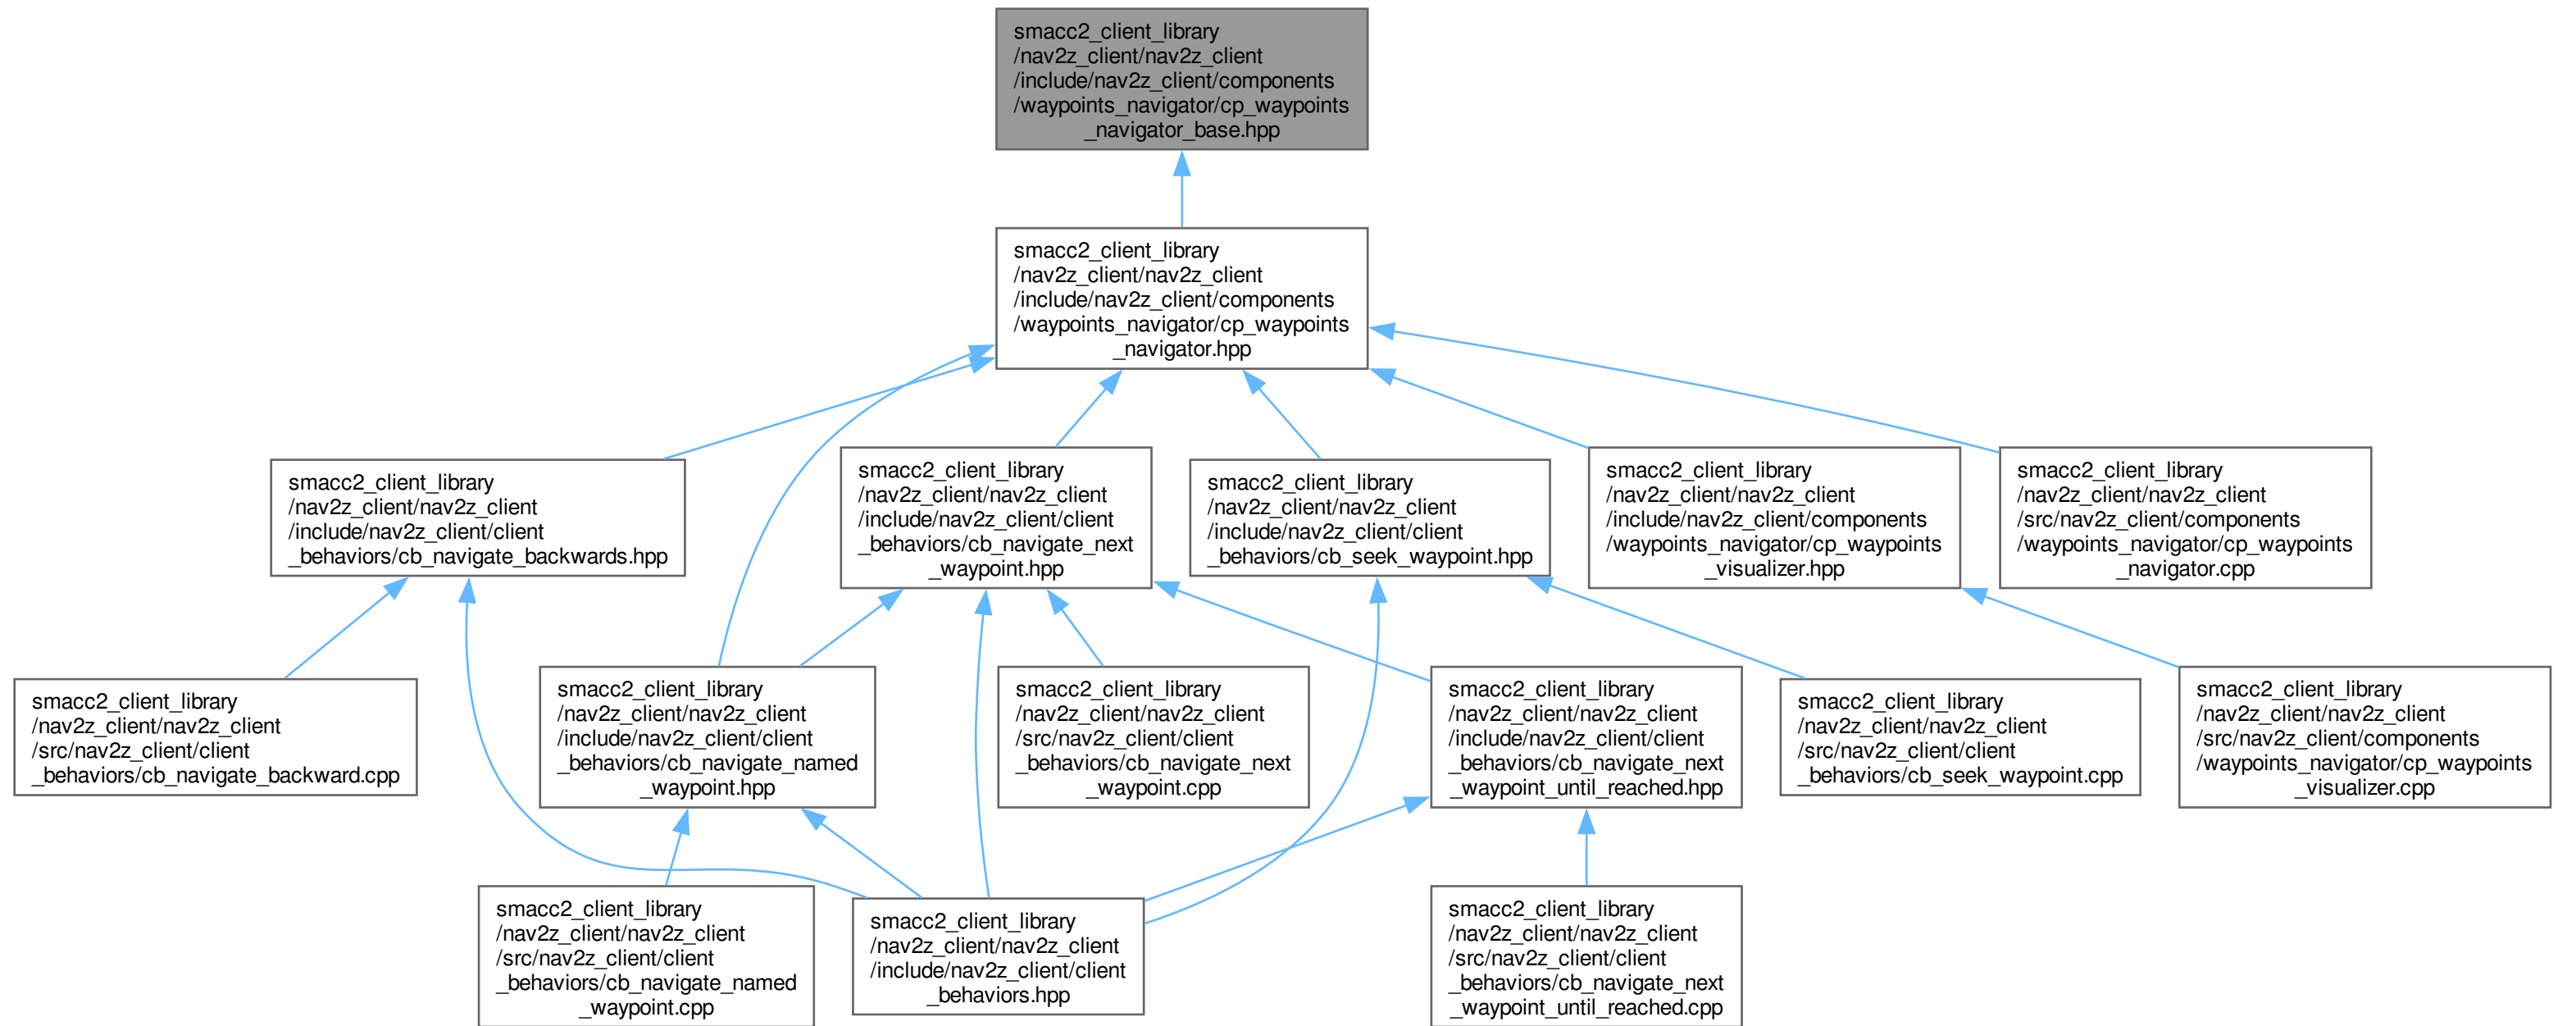 smacc2_client_library
/nav2z_client/nav2z_client
/include/nav2z_client/components
/waypoints_navigator/cp_waypoints
_navigator_base.hpp
smacc2_client_library
/nav2z_client/nav2z_client
/include/nav2z_client/components
/waypoints_navigator/cp_waypoints
_navigator.hpp
smacc2_client_library
/nav2z_client/nav2z_client
/include/nav2z_client/client
_behaviors/cb_navigate_backwards.hpp
smacc2_client_library
/nav2z_client/nav2z_client
/include/nav2z_client/client
_behaviors/cb_navigate_next
_waypoint.hpp
smacc2_client_library
/nav2z_client/nav2z_client
/include/nav2z_client/client
_behaviors/cb_seek_waypoint.hpp
smacc2_client_library
/nav2z_client/nav2z_client
/include/nav2z_client/components
/waypoints_navigator/cp_waypoints
_visualizer.hpp
smacc2_client_library
/nav2z_client/nav2z_client
/src/nav2z_client/components
/waypoints_navigator/cp_waypoints
_navigator.cpp
smacc2_client_library
/nav2z_client/nav2z_client
/src/nav2z_client/client
_behaviors/cb_navigate_backward.cpp
smacc2_client_library
/nav2z_client/nav2z_client
/include/nav2z_client/client
_behaviors/cb_navigate_named
_waypoint.hpp
smacc2_client_library
/nav2z_client/nav2z_client
/src/nav2z_client/client
_behaviors/cb_navigate_next
_waypoint.cpp
smacc2_client_library
/nav2z_client/nav2z_client
/include/nav2z_client/client
_behaviors/cb_navigate_next
_waypoint_until_reached.hpp
smacc2_client_library
/nav2z_client/nav2z_client
/src/nav2z_client/client
_behaviors/cb_seek_waypoint.cpp
smacc2_client_library
/nav2z_client/nav2z_client
/src/nav2z_client/components
/waypoints_navigator/cp_waypoints
_visualizer.cpp
smacc2_client_library
/nav2z_client/nav2z_client
/src/nav2z_client/client
_behaviors/cb_navigate_named
_waypoint.cpp
smacc2_client_library
/nav2z_client/nav2z_client
/include/nav2z_client/client
_behaviors.hpp
smacc2_client_library
/nav2z_client/nav2z_client
/src/nav2z_client/client
_behaviors/cb_navigate_next
_waypoint_until_reached.cpp